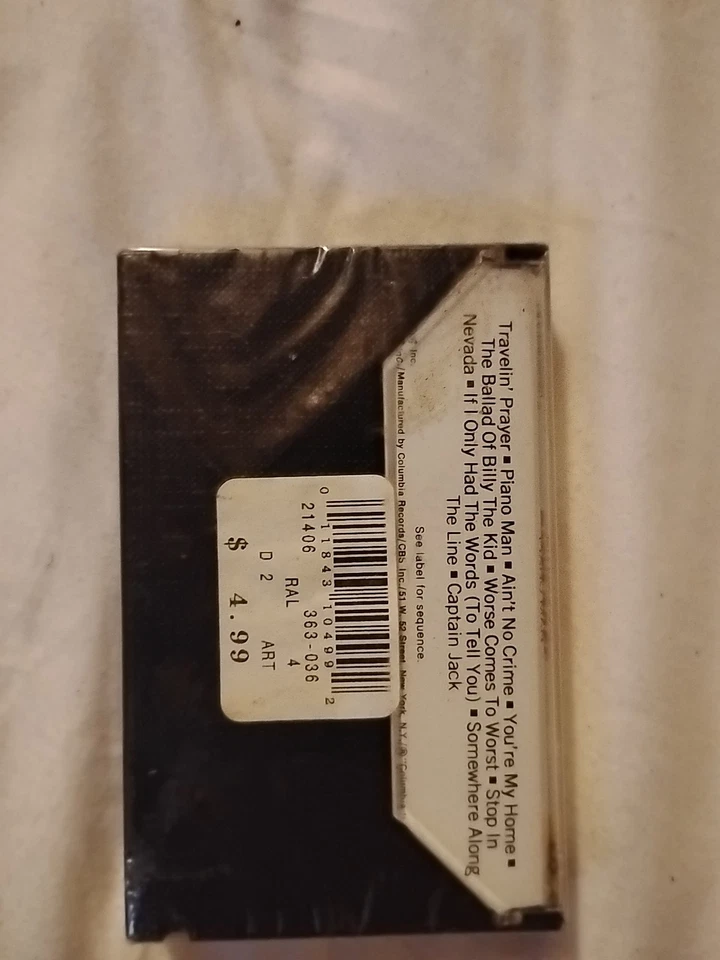 Travelin' Prayer ▪ Piano Man ▪ Ain't No Crime ▪ You're My Home ▪
The Ballad Of Billy The Kid ▪ Worse Comes To Worst ▪ Stop In
Nevada ▪ If I Only Had The Words (To Tell You) ▪ Somewhere Along
The Line ▪ Captain Jack
See label for sequence.
Inc.
/Manufactured by Columbia Records/CBS Inc./51 W. 52 Street, New York, N.Y./® "Columbia
0 11843 10499 2
21406 363-036
RAL 4
D 2 ART
$ 4.99